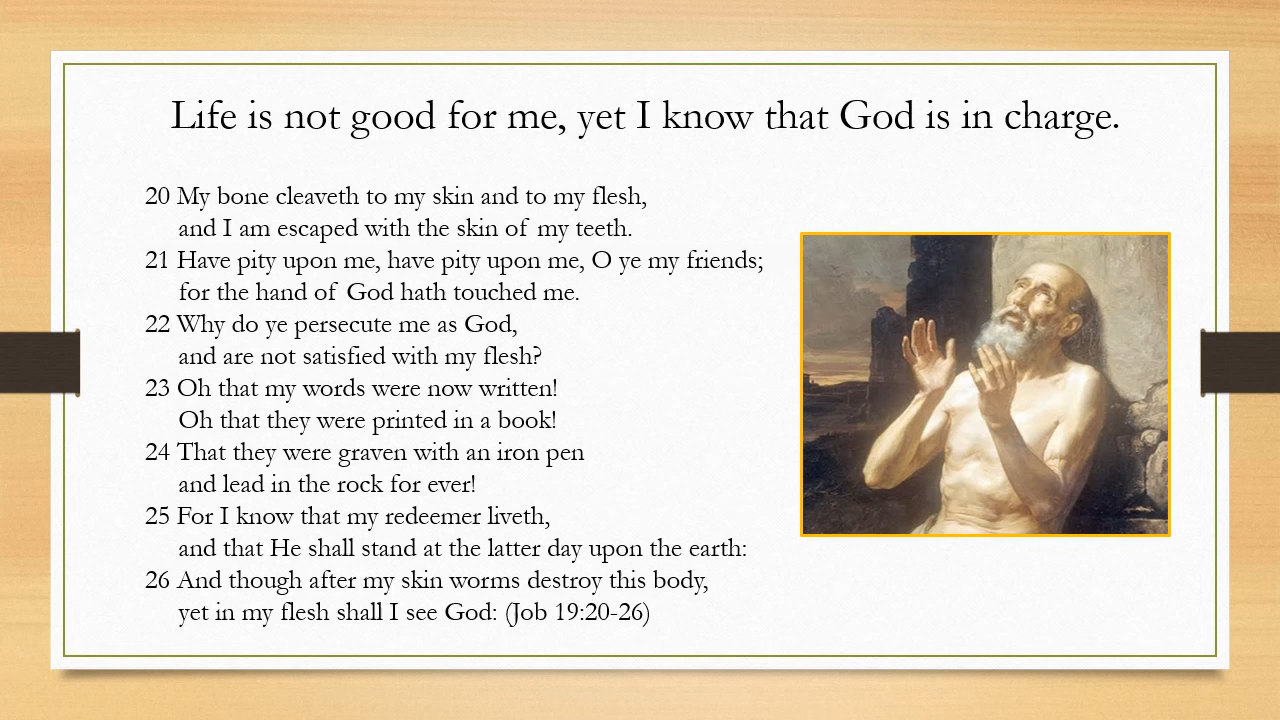 Life is not good for me, yet I know that God is in charge.
20 My bone cleaveth to my skin and to my flesh,
and I am escaped with the skin of my teeth.
21 Have pity upon me, have pity upon me, O ye my friends;
for the hand of God hath touched me.
22 Why do ye persecute me as God,
and are not satisfied with my flesh?
23 Oh that my words were now written!
Oh that they were printed in a book!
24 That they were graven with an iron pen
and lead in the rock for ever!
25 For I know that my redeemer liveth,
and that He shall stand at the latter day upon the earth:
26 And though after my skin worms destroy this body,
yet in my flesh shall I see God: (Job 19:20-26)